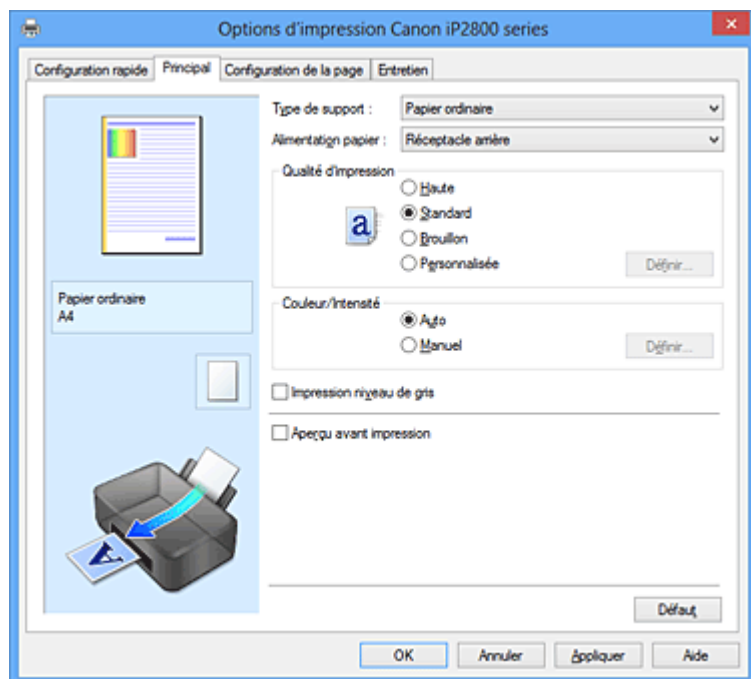 Options d'impression Canon iP2800 series
Configuration rapide Principal Configuration de la page Entretien
Type de support : Papier ordinaire
Alimentation papier : Réceptacle arrière
Qualité d'impression
Haute
a Standard
Brouillon
Personnalisée Définir...
Papier ordinaire
A4
Couleur/Intensité
Auto
Manuel Définir...
Impression niveau de gris
Aperçu avant impression
A
Défaut
OK Annuler Appliquer Aide